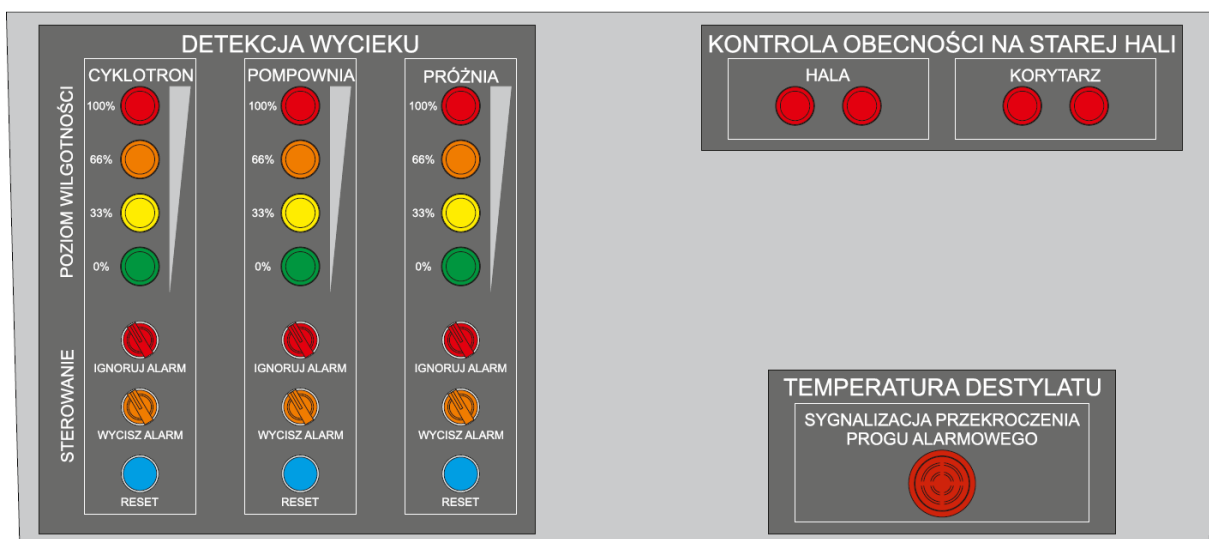 DETEKCJA WYCIEKU
POZIOM WILGOTNOŚCI
STEROWANIE
CYKLOTRON
100%
66%
33%
0%
IGNORUJ ALARM
WYCISZ ALARM
RESET
POMPOWNIA
100%
66%
33%
0%
IGNORUJ ALARM
WYCISZ ALARM
RESET
PRÓŻNIA
100%
66%
33%
0%
IGNORUJ ALARM
WYCISZ ALARM
RESET
KONTROLA OBECNOŚCI NA STAREJ HALI
HALA
KORYTARZ
TEMPERATURA DESTYLATU
SYGNALIZACJA PRZEKROCZENIA
PROGU ALARMOWEGO